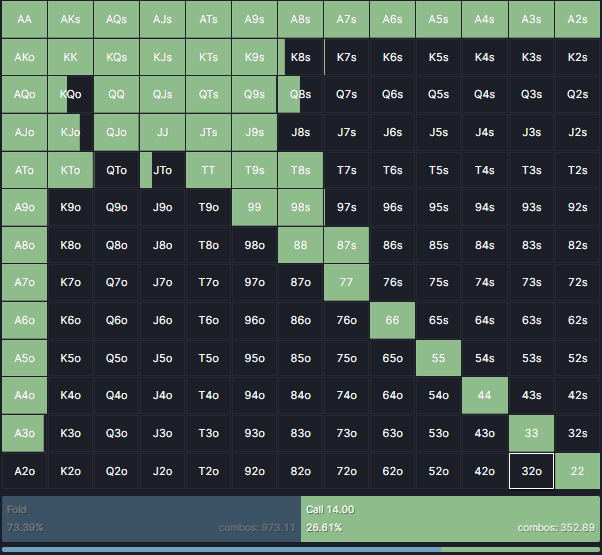 AA AKs AQs AJs ATs A9s A8s A7s A6s A5s A4s A3s A2s
AKo KK KQs KJs KTs K9s K8s K7s K6s K5s K4s K3s K2s
AQo KQo QQ QJs QTs Q9s Q8s Q7s Q6s Q5s Q4s Q3s Q2s
AJo KJo QJo JJ JTs J9s J8s J7s J6s J5s J4s J3s J2s
ATo KTo QTo JTo TT T9s T8s T7s T6s T5s T4s T3s T2s
A9o K9o Q9o J9o T9o 99 98s 97s 96s 95s 94s 93s 92s
A8o K8o Q8o J8o T8o 98o 88 87s 86s 85s 84s 83s 82s
A7o K7o Q7o J7o T7o 97o 87o 77 76s 75s 74s 73s 72s
A6o K6o Q6o J6o T6o 96o 86o 76o 66 65s 64s 63s 62s
A5o K5o Q5o J5o T5o 95o 85o 75o 65o 55 54s 53s 52s
A4o K4o Q4o J4o T4o 94o 84o 74o 64o 54o 44 43s 42s
A3o K3o Q3o J3o T3o 93o 83o 73o 63o 53o 43o 33 32s
A2o K2o Q2o J2o T2o 92o 82o 72o 62o 52o 42o 32o 22
Fold Call 14.00
73.39% combos: 973.11 26.61% combos: 352.89